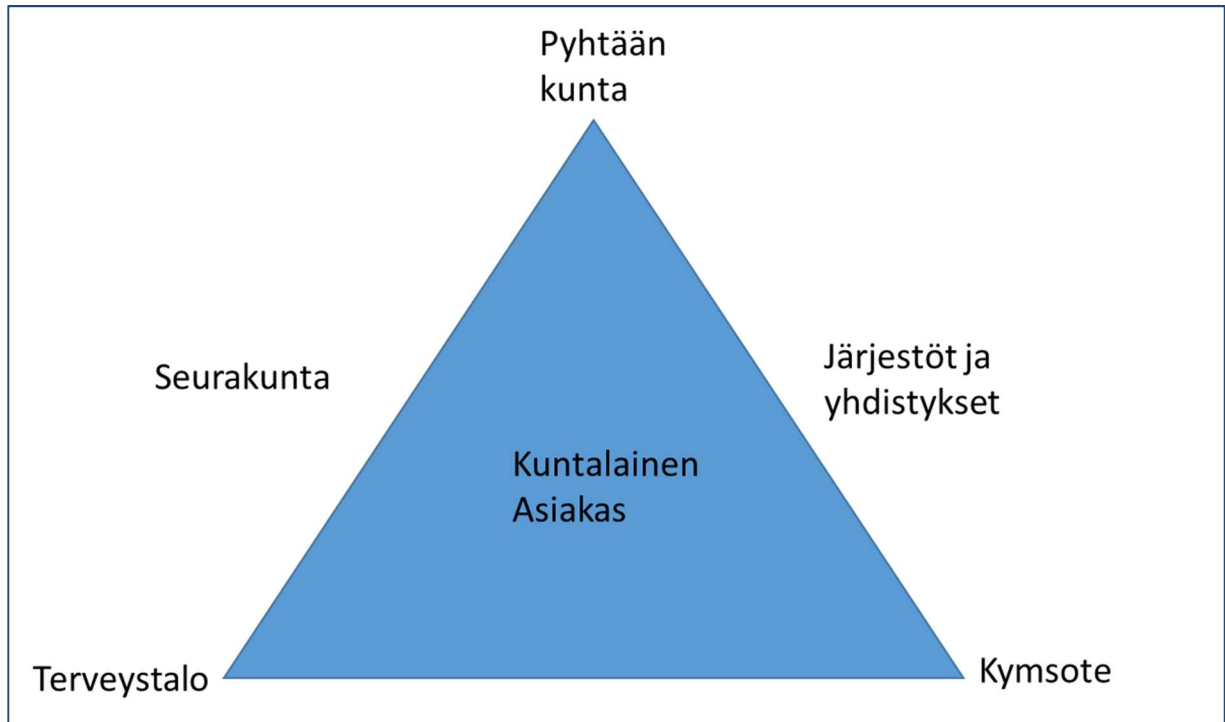 Pyhtään
kunta
Seurakunta
Järjestöt ja
yhdistykset
Kuntalainen
Asiakas
Terveystalo
Kymsote